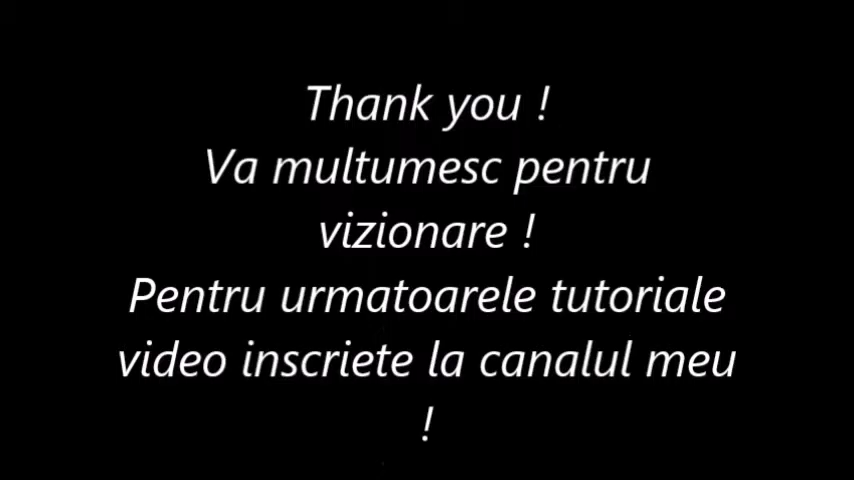 Thank you !
Va multumesc pentru
vizionare !
Pentru urmatoarele tutoriale
video inscriete la canalul meu
!